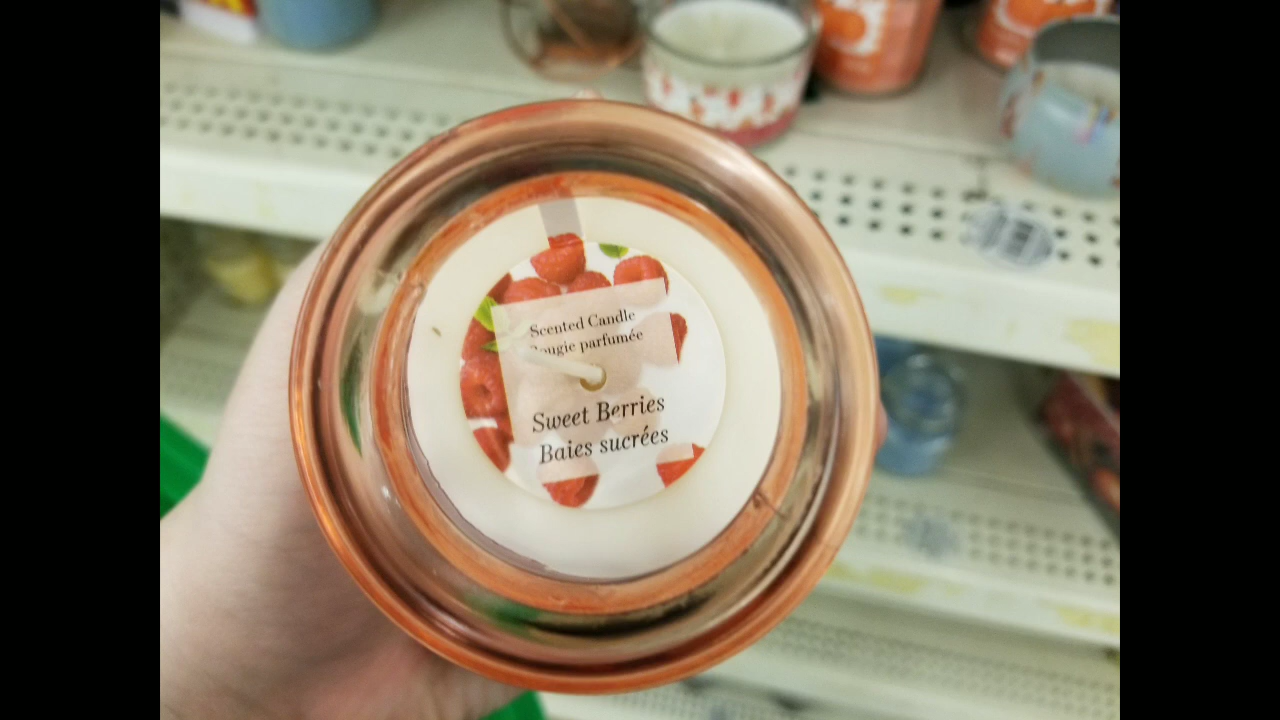 Scented Candle
Bougie parfumée
Sweet Berries
Baies sucrées